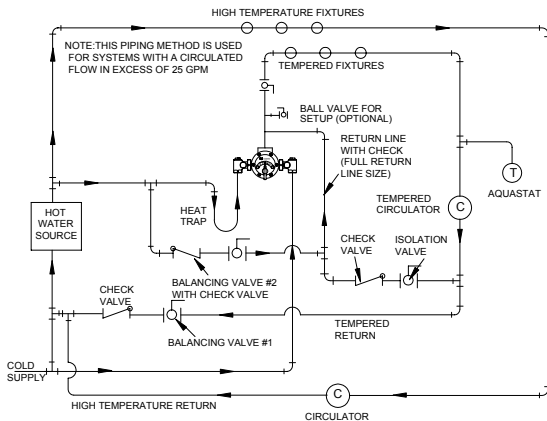 HIGH TEMPERATURE FIXTURES
NOTE:THIS PIPING METHOD IS USED
FOR SYSTEMS WITH A CIRCULATED
FLOW IN EXCESS OF 25 GPM
TEMPERED FIXTURES
BALL VALVE FOR
SETUP (OPTIONAL)
RETURN LINE
WITH CHECK
(FULL RETURN
LINE SIZE)
T
AQUASTAT
TEMPERED
CIRCULATOR
C
HEAT
TRAP
HOT
WATER
SOURCE
CHECK
VALVE
ISOLATION
VALVE
BALANCING VALVE #2
WITH CHECK VALVE
CHECK
VALVE
BALANCING VALVE #1
TEMPERED
RETURN
COLD
SUPPLY
HIGH TEMPERATURE RETURN
C
CIRCULATOR